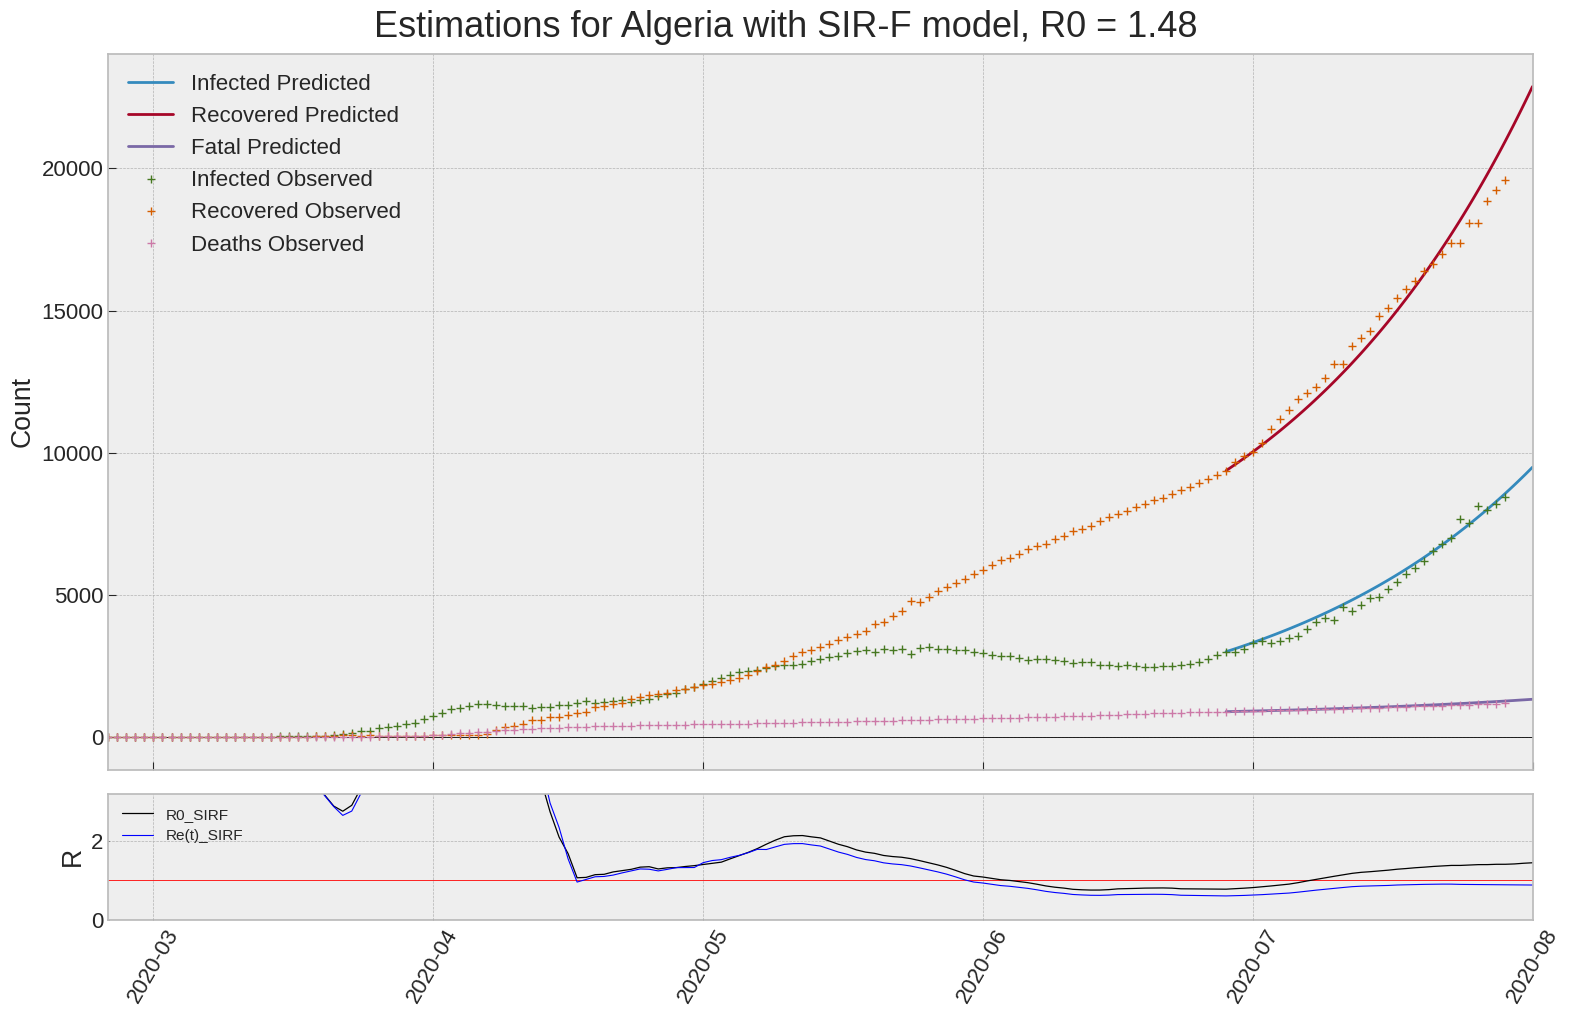 Estimations for Algeria with SIR-F model, R0 = 1.48
Infected Predicted
Recovered Predicted
Fatal Predicted
Infected Observed
Recovered Observed
Deaths Observed
20000
15000
10000
5000
0
Count
R0_SIRF
Re(t)_SIRF
2
0
R
2020-03
2020-04
2020-05
2020-06
2020-07
2020-08